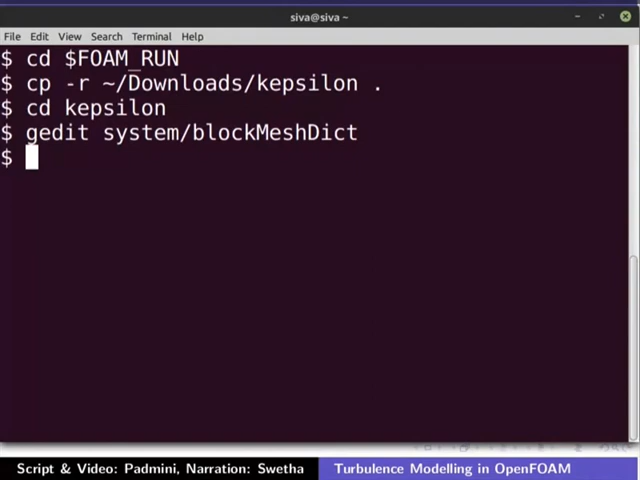 siva@siva ~
File Edit View Search Terminal Help
$ cd $FOAM_RUN
$ cp -r ~/Downloads/kepsilon .
$ cd kepsilon
$ gedit system/blockMeshDict
$
Script & Video: Padmini, Narration: Swetha Turbulence Modelling in OpenFOAM